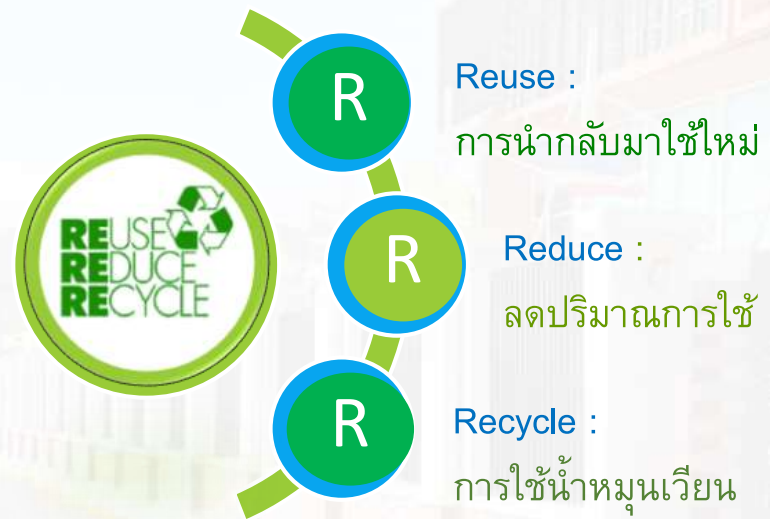 REUSE
REDUCE
RECYCLE
R
Reuse :
การนำกลับมาใช้ใหม่
R
Reduce :
ลดปริมาณการใช้
R
Recycle :
การใช้น้ำหมุนเวียน